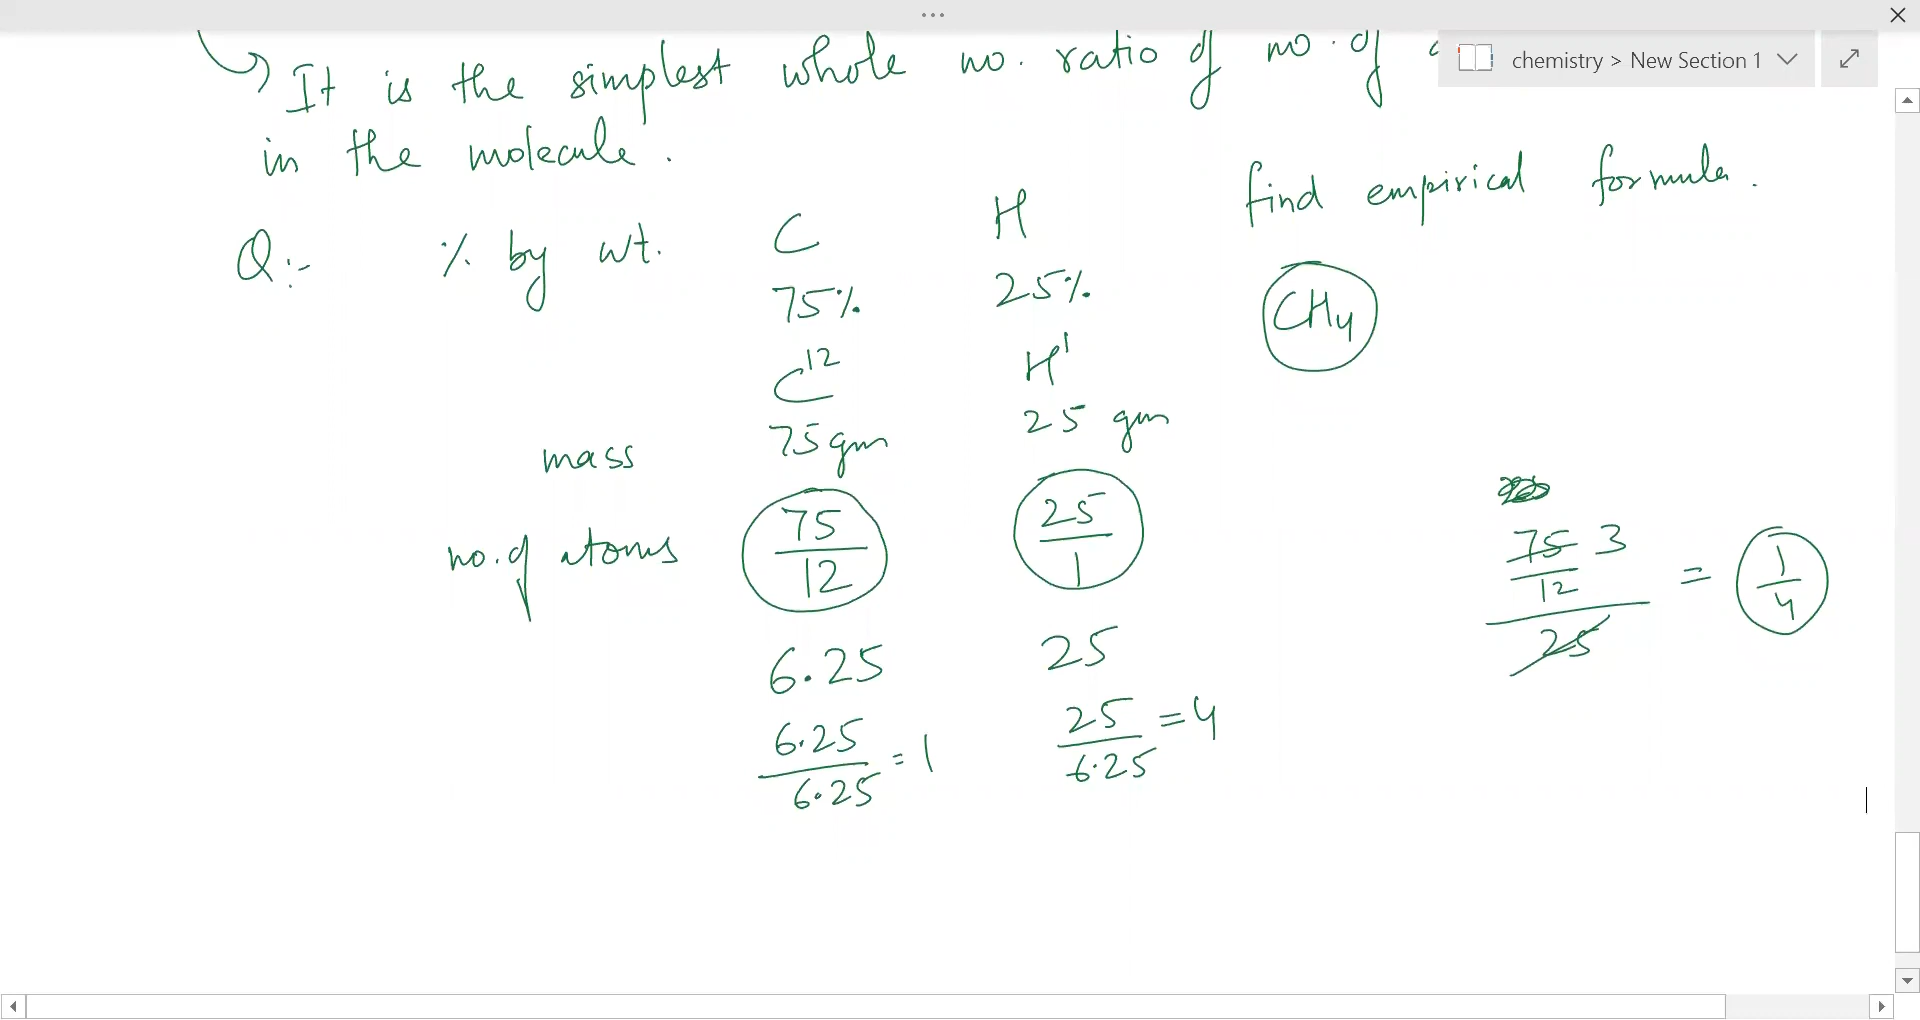 ...
chemistry > New Section 1
It is the simplest whole no. ratio of no. of
in the molecule.
find empirical formula.
Q:- % by wt. C H
75% 25%
CH4
C12 H1
mass 75gm 25 gm
no. of atoms 75/12 25/1
75/12 3 / 25 = 1/4
6.25 25
6.25/6.25 = 1 25/6.25 = 4